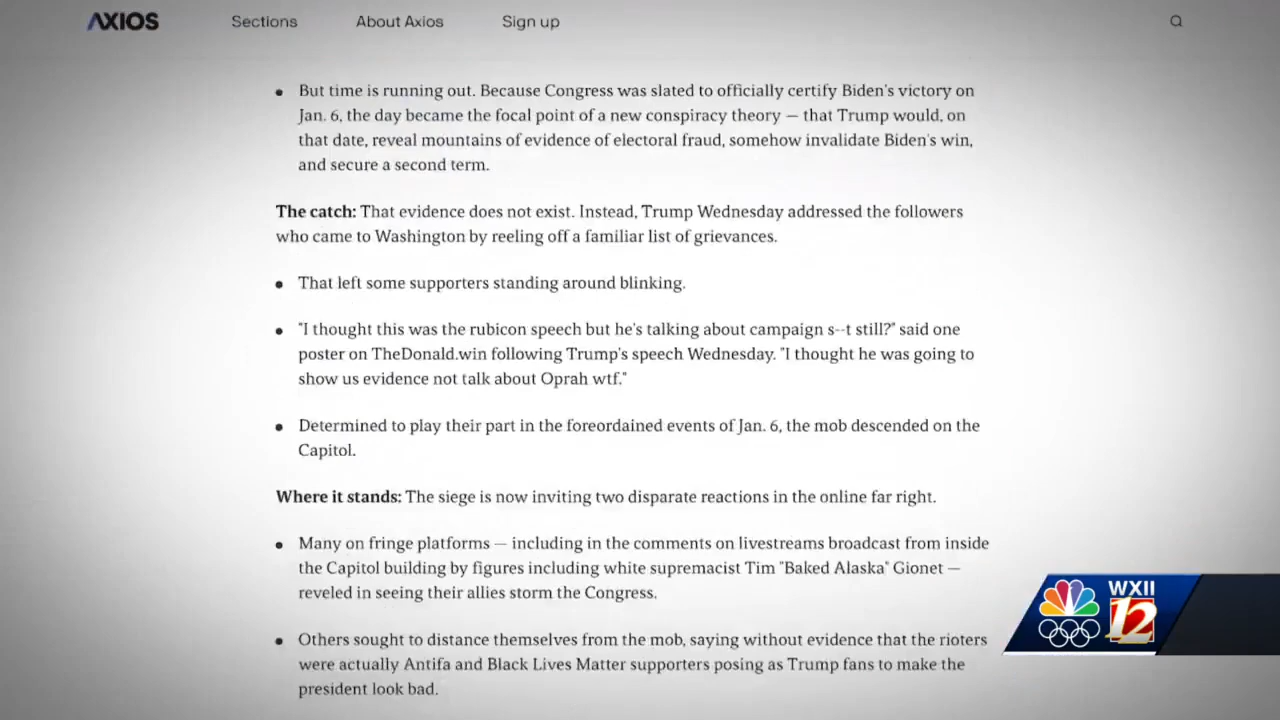 AXIOS Sections About Axios Sign up
• But time is running out. Because Congress was slated to officially certify Biden's victory on
Jan. 6, the day became the focal point of a new conspiracy theory — that Trump would, on
that date, reveal mountains of evidence of electoral fraud, somehow invalidate Biden's win,
and secure a second term.
The catch: That evidence does not exist. Instead, Trump Wednesday addressed the followers
who came to Washington by reeling off a familiar list of grievances.
• That left some supporters standing around blinking.
• "I thought this was the rubicon speech but he's talking about campaign s--t still?" said one
poster on TheDonald.win following Trump's speech Wednesday. "I thought he was going to
show us evidence not talk about Oprah wtf."
• Determined to play their part in the foreordained events of Jan. 6, the mob descended on the
Capitol.
Where it stands: The siege is now inviting two disparate reactions in the online far right.
• Many on fringe platforms — including in the comments on livestreams broadcast from inside
the Capitol building by figures including white supremacist Tim "Baked Alaska" Gionet —
reveled in seeing their allies storm the Congress.
• Others sought to distance themselves from the mob, saying without evidence that the rioters
were actually Antifa and Black Lives Matter supporters posing as Trump fans to make the
president look bad.
WXII
12